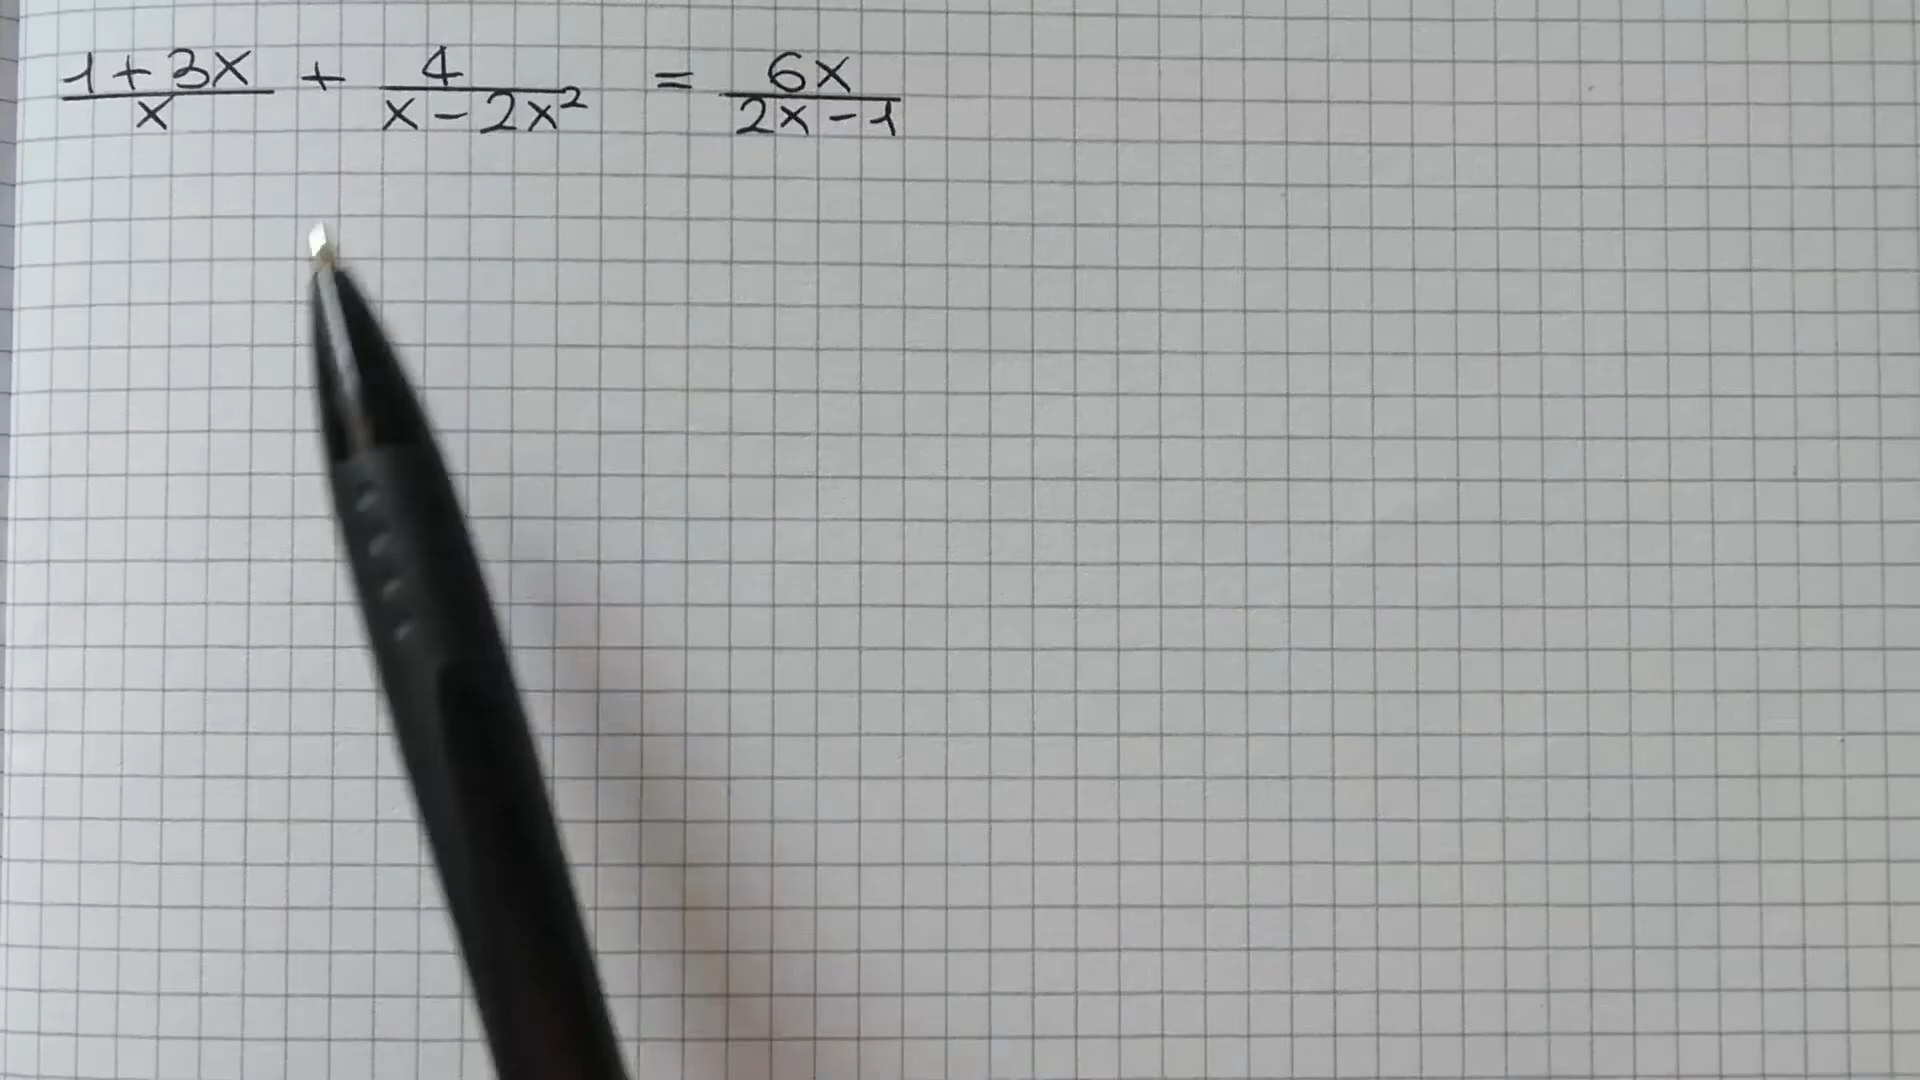 (1+3x)/x + 4/(x-2x²) = 6x/(2x-1)